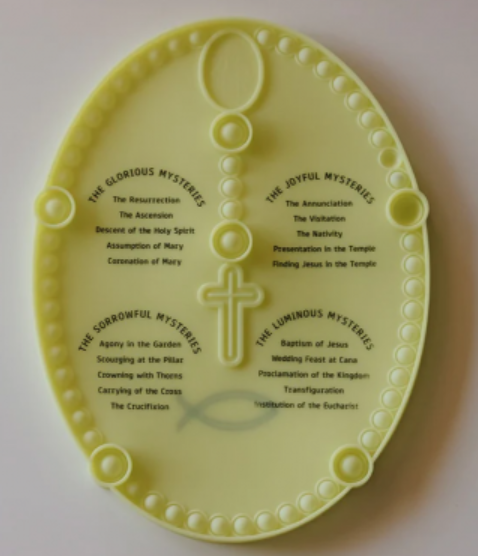 THE GLORIOUS MYSTERIES
The Resurrection
The Ascension
Descent of the Holy Spirit
Assumption of Mary
Coronation of Mary
THE JOYFUL MYSTERIES
The Annunciation
The Visitation
The Nativity
Presentation in the Temple
Finding Jesus in the Temple
THE SORROWFUL MYSTERIES
Agony in the Garden
Scourging at the Pillar
Crowning with Thorns
Carrying of the Cross
The Crucifixion
THE LUMINOUS MYSTERIES
Baptism of Jesus
Wedding Feast at Cana
Proclamation of the Kingdom
Transfiguration
Institution of the Eucharist